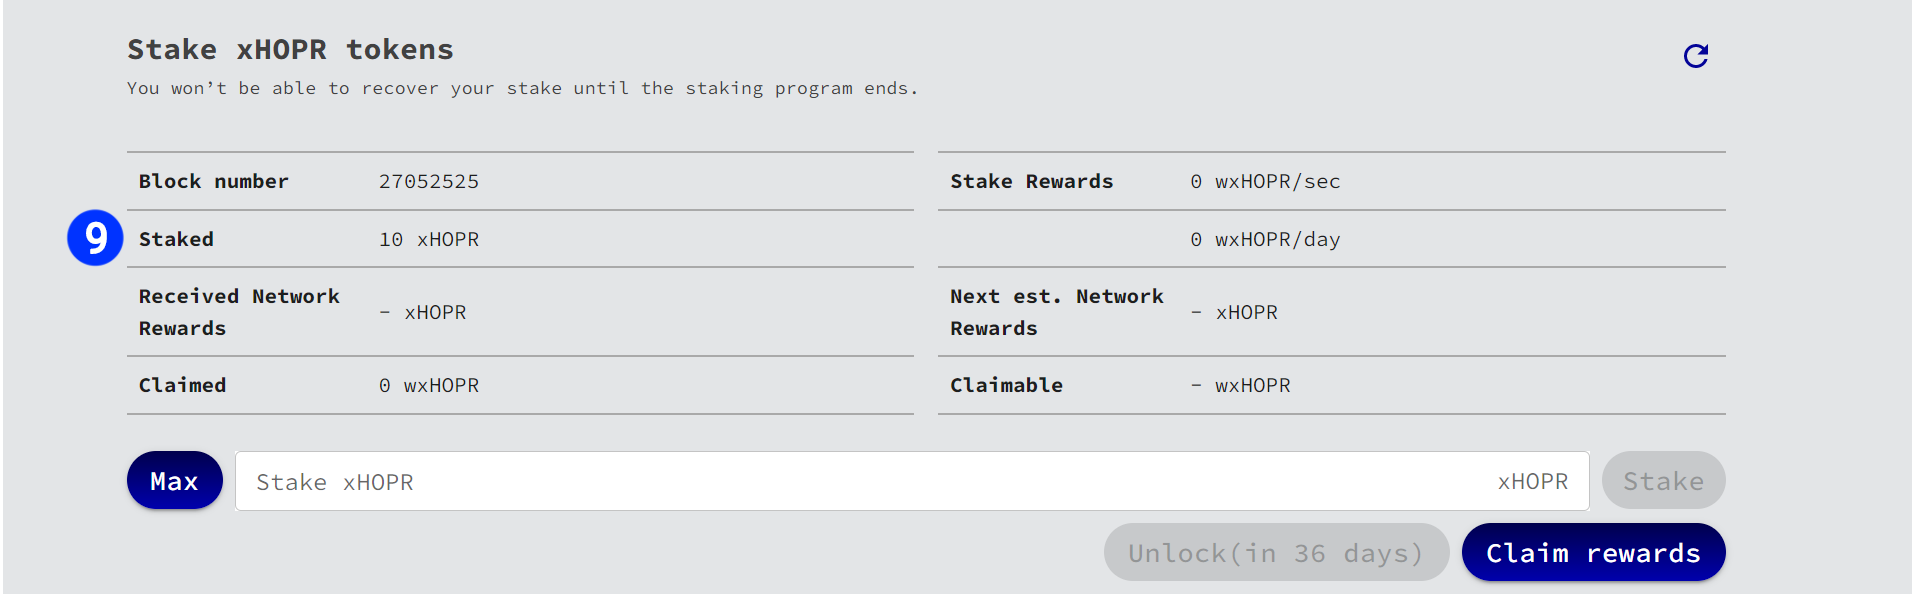 Stake xHOPR tokens
You won’t be able to recover your stake until the staking program ends.
Block number 27052525 Stake Rewards 0 wxHOPR/sec
9 Staked 10 xHOPR 0 wxHOPR/day
Received Network Rewards - xHOPR Next est. Network Rewards - xHOPR
Claimed 0 wxHOPR Claimable - wxHOPR
Max Stake xHOPR xHOPR Stake
Unlock(in 36 days) Claim rewards